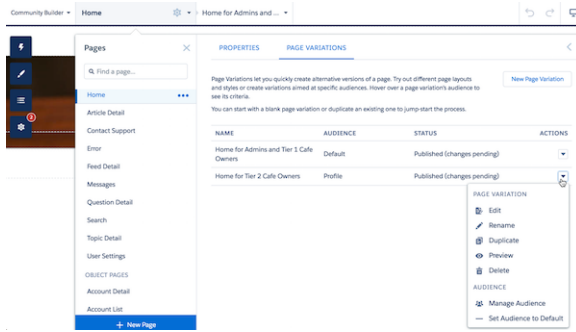 Community Builder
Home
Home for Admins and ...
Pages
Find a page...
Home
Article Detail
Contact Support
Error
Feed Detail
Messages
Question Detail
Search
Topic Detail
User Settings
OBJECT PAGES
Account Detail
Account List
+ New Page
3
PROPERTIES
PAGE VARIATIONS
Page Variations let you quickly create alternative versions of a page. Try out different page layouts
and styles or create variations aimed at specific audiences. Hover over a page variation's audience to
see its criteria.
You can start with a blank page variation or duplicate an existing one to jump-start the process.
New Page Variation
NAME AUDIENCE STATUS ACTIONS
Home for Admins and Tier 1 Cafe
Owners
Default
Published (changes pending)
Home for Tier 2 Cafe Owners
Profile
Published (changes pending)
PAGE VARIATION
Edit
Rename
Duplicate
Preview
Delete
AUDIENCE
Manage Audience
Set Audience to Default